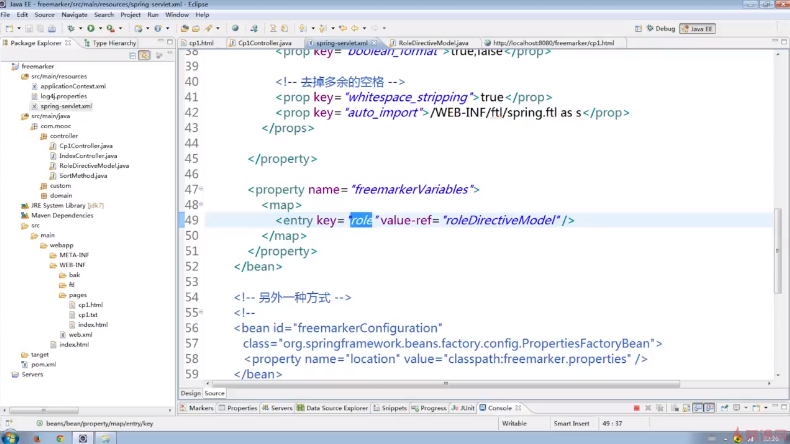 Java EE - freemarker/src/main/resources/spring-servlet.xml - Eclipse
File Edit Navigate Search Project Run Window Help
Debug Java EE
Package Explorer Type Hierarchy
freemarker
src/main/resources
applicationContext.xml
log4j.properties
spring-servlet.xml
src/main/java
com.mooc
controller
Cp1Controller.java
IndexController.java
RoleDirectiveModel.java
SortMethod.java
custom
domain
JRE System Library [jdk7]
Maven Dependencies
src
main
webapp
META-INF
WEB-INF
bak
ftl
pages
cp1.html
cp1.txt
index.html
web.xml
index.html
target
pom.xml
Servers
cp1.html Cp1Controller.java spring-servlet.xml RoleDirectiveModel.java http://localhost:8080/freemarker/cp1.html
38 <prop key="boolean_format">true,false</prop>
39
40 <!-- 去掉多余的空格 -->
41 <prop key="whitespace_stripping">true</prop>
42 <prop key="auto_import">/WEB-INF/ftl/spring.ftl as s</prop>
43 </props>
44
45 </property>
46
47 <property name="freemarkerVariables">
48 <map>
49 <entry key="role" value-ref="roleDirectiveModel" />
50 </map>
51 </property>
52 </bean>
53
54 <!-- 另外一种方式 -->
55 <!--
56 <bean id="freemarkerConfiguration"
57 class="org.springframework.beans.factory.config.PropertiesFactoryBean">
58 <property name="location" value="classpath:freemarker.properties" />
59 </bean>
Design Source
Markers Properties Servers Data Source Explorer Snippets Progress JUnit Console
beans/bean/property/map/entry/key Writable Smart Insert 49 : 37